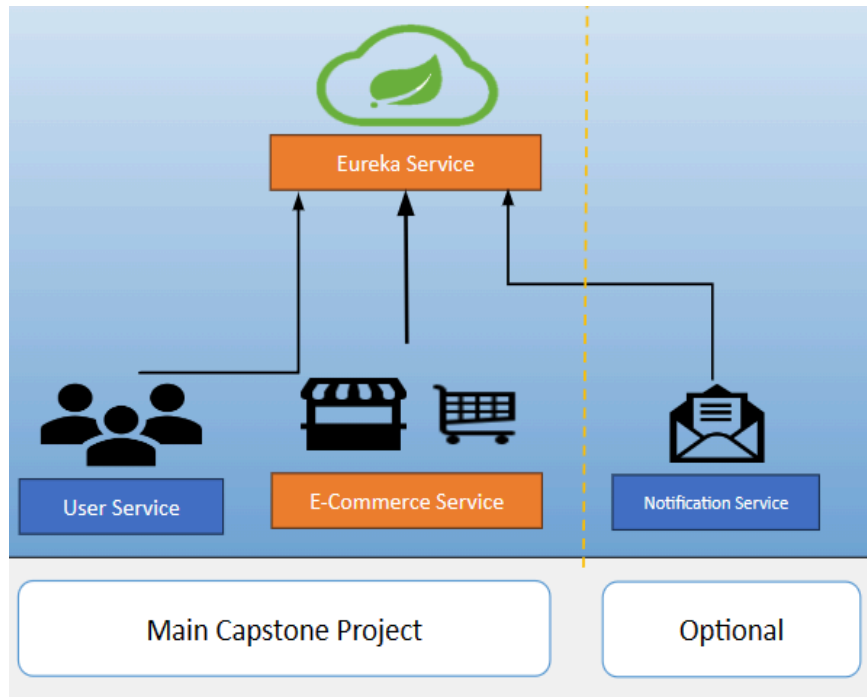 Eureka Service
User Service
E-Commerce Service
Notification Service
Main Capstone Project
Optional